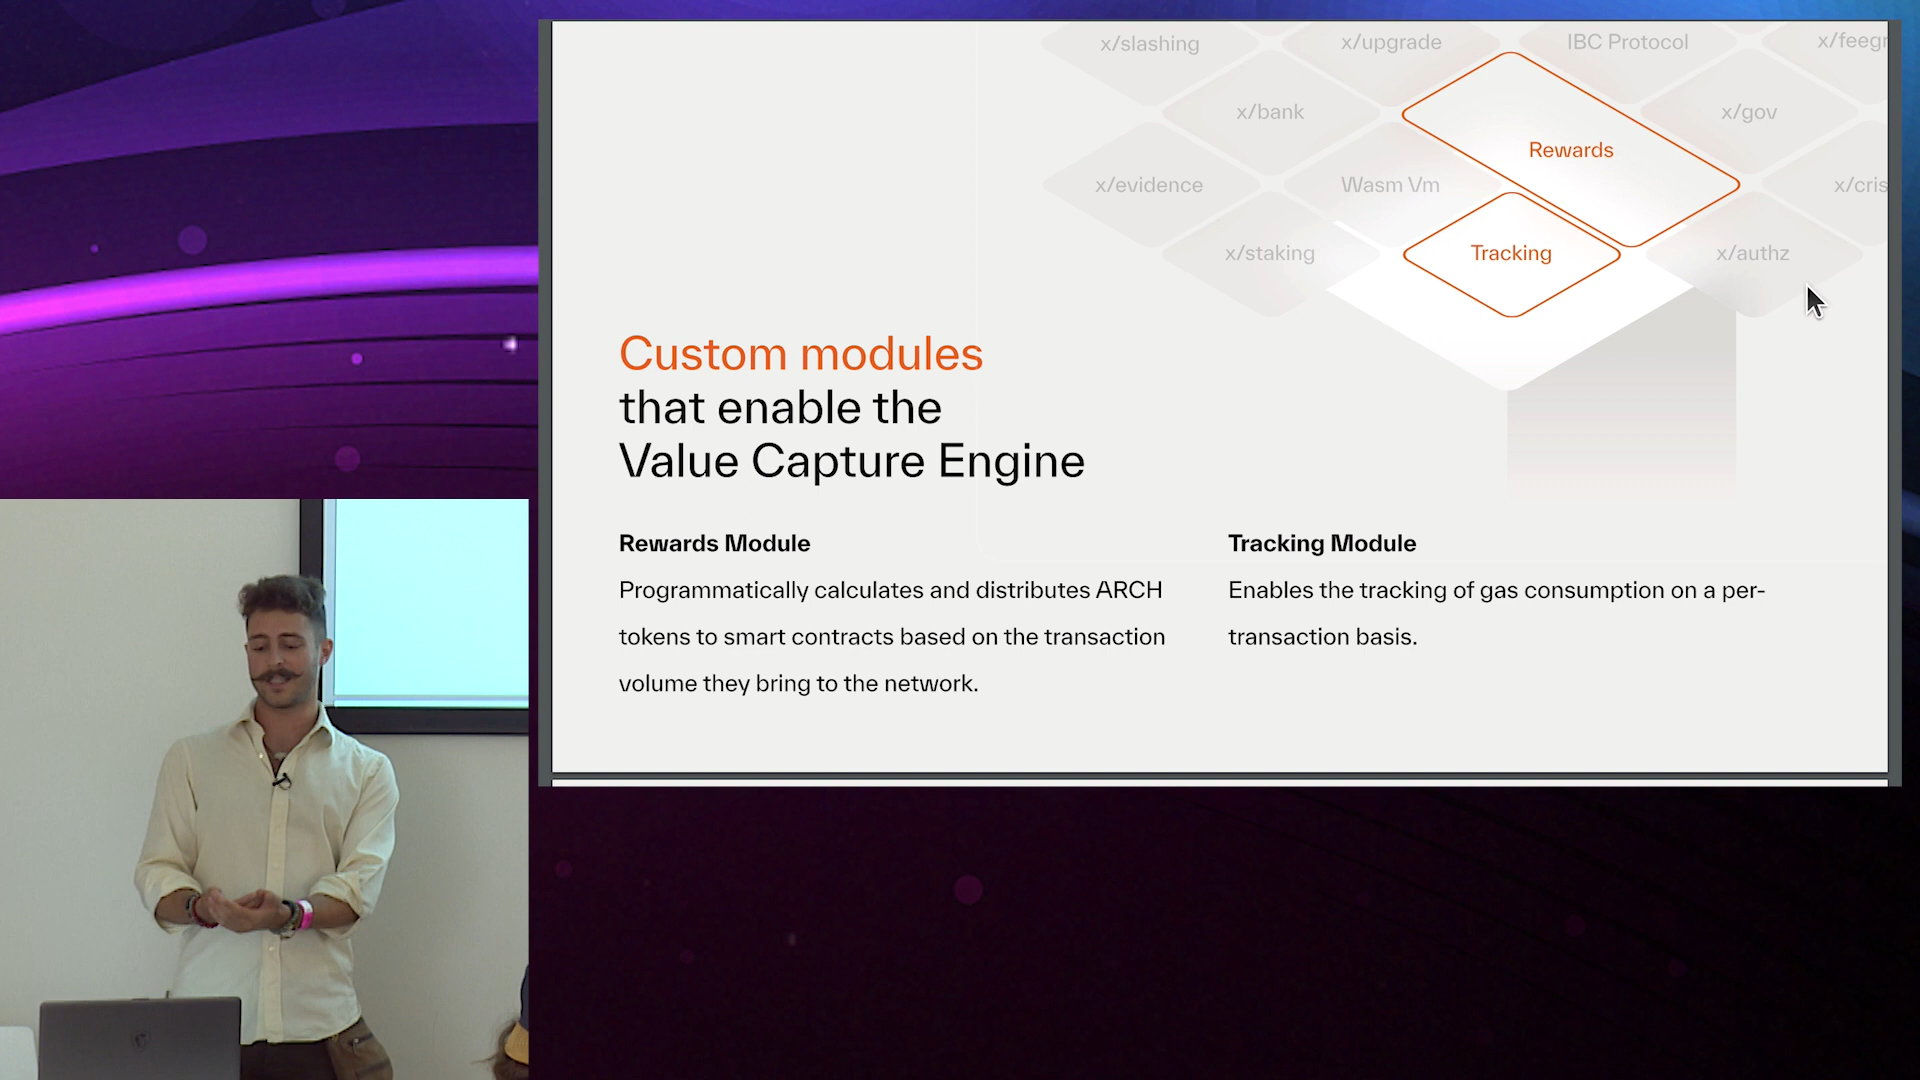 x/slashing
x/upgrade
IBC Protocol
x/feegr
x/bank
x/gov
Rewards
x/evidence
Wasm Vm
x/cris
x/staking
Tracking
x/authz
Custom modules
that enable the
Value Capture Engine
Rewards Module
Programmatically calculates and distributes ARCH
tokens to smart contracts based on the transaction
volume they bring to the network.
Tracking Module
Enables the tracking of gas consumption on a per-
transaction basis.